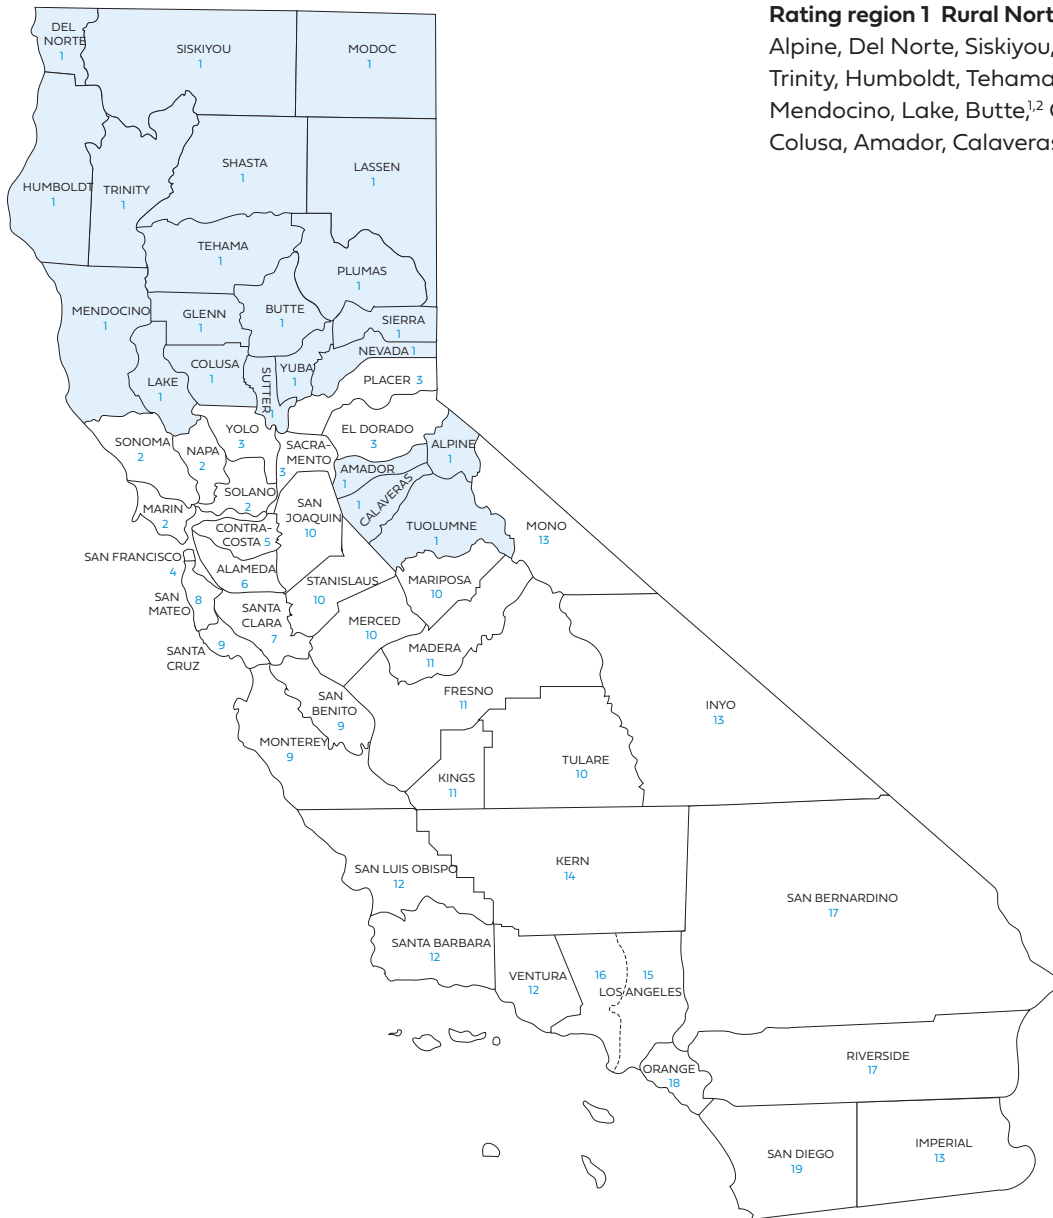 Rating region 1 Rural Nort
Alpine, Del Norte, Siskiyou,
Trinity, Humboldt, Tehama
Mendocino, Lake, Butte,1,2
Colusa, Amador, Calaveras
DEL
NORTE
1
SISKIYOU
1
MODOC
1
HUMBOLDT
1
TRINITY
1
SHASTA
1
LASSEN
1
TEHAMA
1
PLUMAS
1
MENDOCINO
1
GLENN
1
BUTTE
1
SIERRA
1
NEVADA 1
COLUSA
1
SUTTER
1
YUBA
1
PLACER 3
LAKE
1
SONOMA
2
NAPA
2
YOLO
3
SACRA-
MENTO
3
EL DORADO
3
ALPINE
1
AMADOR
1
CALAVERAS
1
SOLANO
2
MARIN
2
SAN
JOAQUIN
10
TUOLUMNE
1
MONO
13
CONTRA-
COSTA 5
SAN FRANCISCO
4
ALAMEDA
6
STANISLAUS
10
MARIPOSA
10
SAN
MATEO
8
SANTA
CLARA
7
MERCED
10
SANTA
CRUZ
9
MADERA
11
FRESNO
11
SAN
BENITO
9
INYO
13
MONTEREY
9
KINGS
11
TULARE
10
SAN LUIS OBISPO
12
KERN
14
SAN BERNARDINO
17
SANTA BARBARA
12
VENTURA
12
16
15
LOS ANGELES
ORANGE
18
RIVERSIDE
17
SAN DIEGO
19
IMPERIAL
13